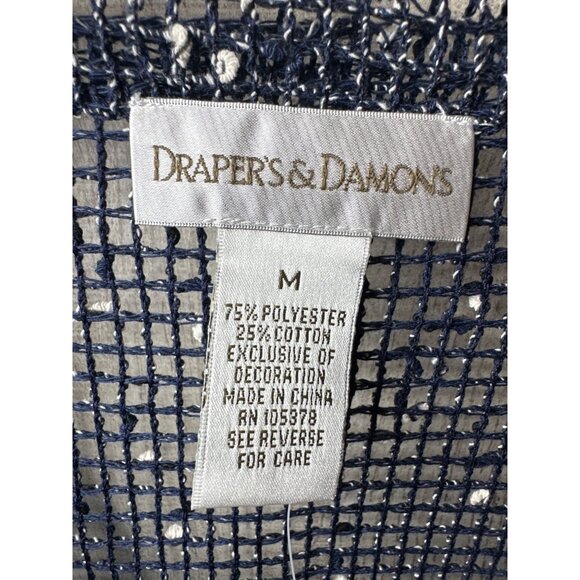 DRAPER'S & DAMON'S
M
75% POLYESTER
25% COTTON
EXCLUSIVE OF
DECORATION
MADE IN CHINA
RN 105378
SEE REVERSE
FOR CARE